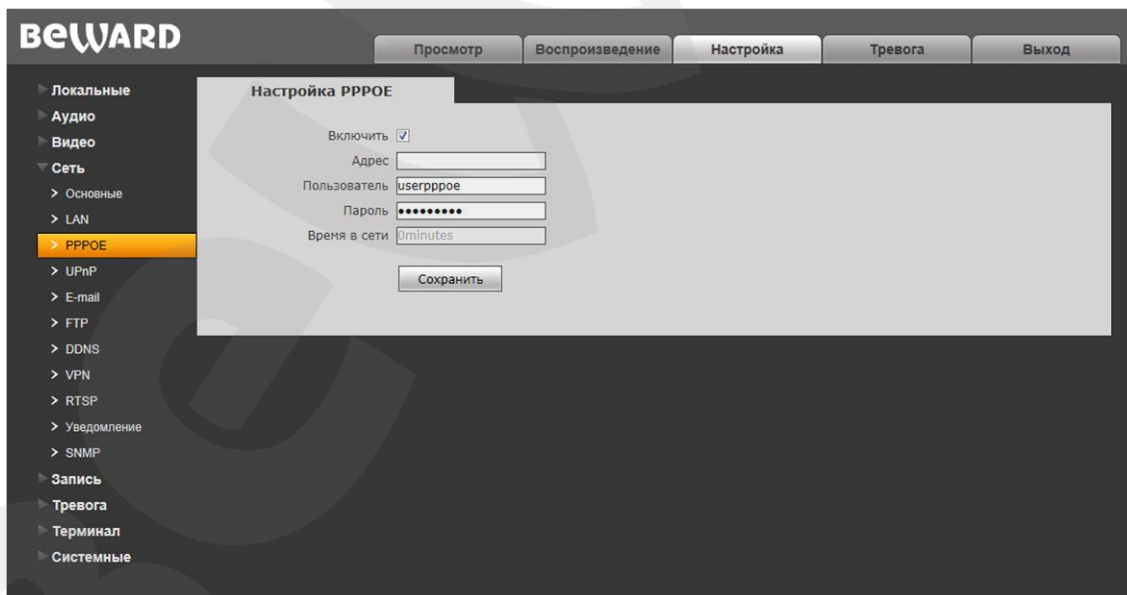 BEWARD
Просмотр Воспроизведение Настройка Тревога Выход
Локальные
Аудио
Видео
Сеть
> Основные
> LAN
> PPPOE
> UPnP
> E-mail
> FTP
> DDNS
> VPN
> RTSP
> Уведомление
> SNMP
Запись
Тревога
Терминал
Системные
Настройка PPPOE
Включить
Адрес
Пользователь userpppoe
Пароль •••••••••
Время в сети 0minutes
Сохранить